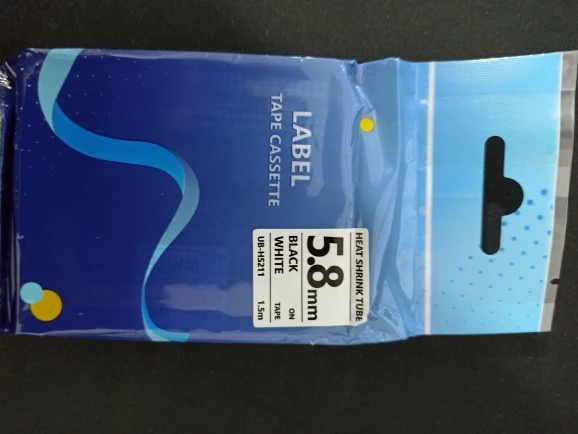 LABEL
TAPE CASSETTE
HEAT SHRINK TUBE
5.8mm
BLACK ON
WHITE TAPE
UB-HS211 1.5m